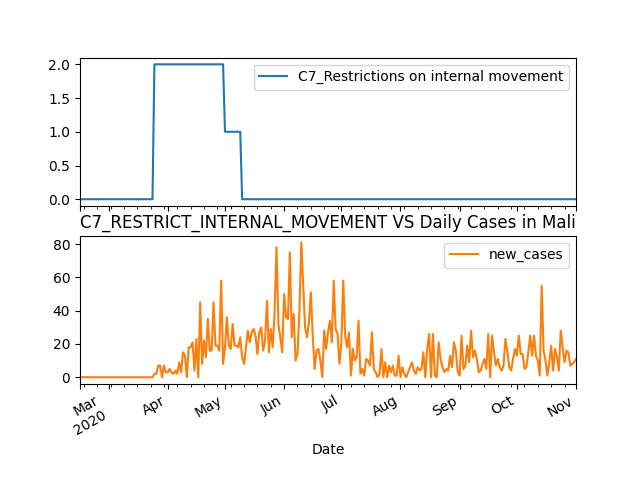 2.0
1.5
1.0
0.5
0.0
C7_Restrictions on internal movement
C7_RESTRICT_INTERNAL_MOVEMENT VS Daily Cases in Mali
80
60
40
20
0
new_cases
Mar
2020
Apr
May
Jun
Jul
Aug
Sep
Oct
Nov
Date